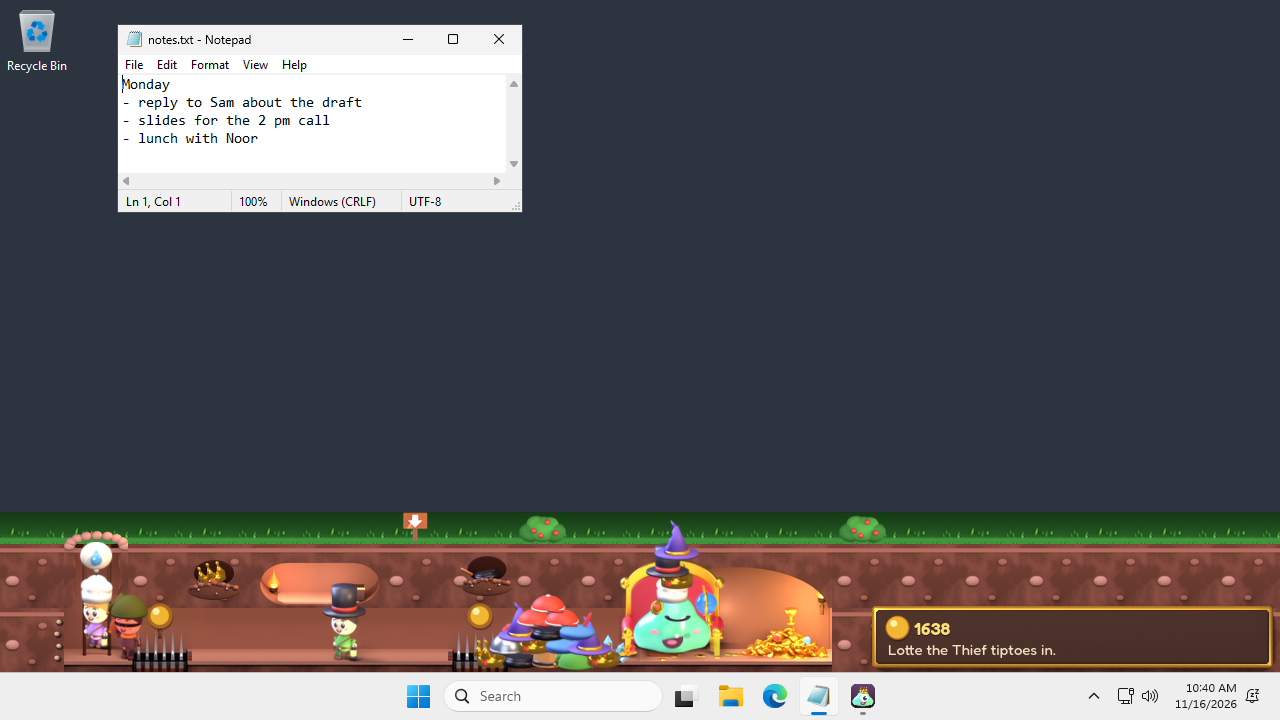 Recycle Bin
notes.txt - Notepad
File Edit Format View Help
Monday
- reply to Sam about the draft
- slides for the 2 pm call
- lunch with Noor
Ln 1, Col 1 100% Windows (CRLF) UTF-8
1638
Lotte the Thief tiptoes in.
Search
10:40 AM
11/16/2026